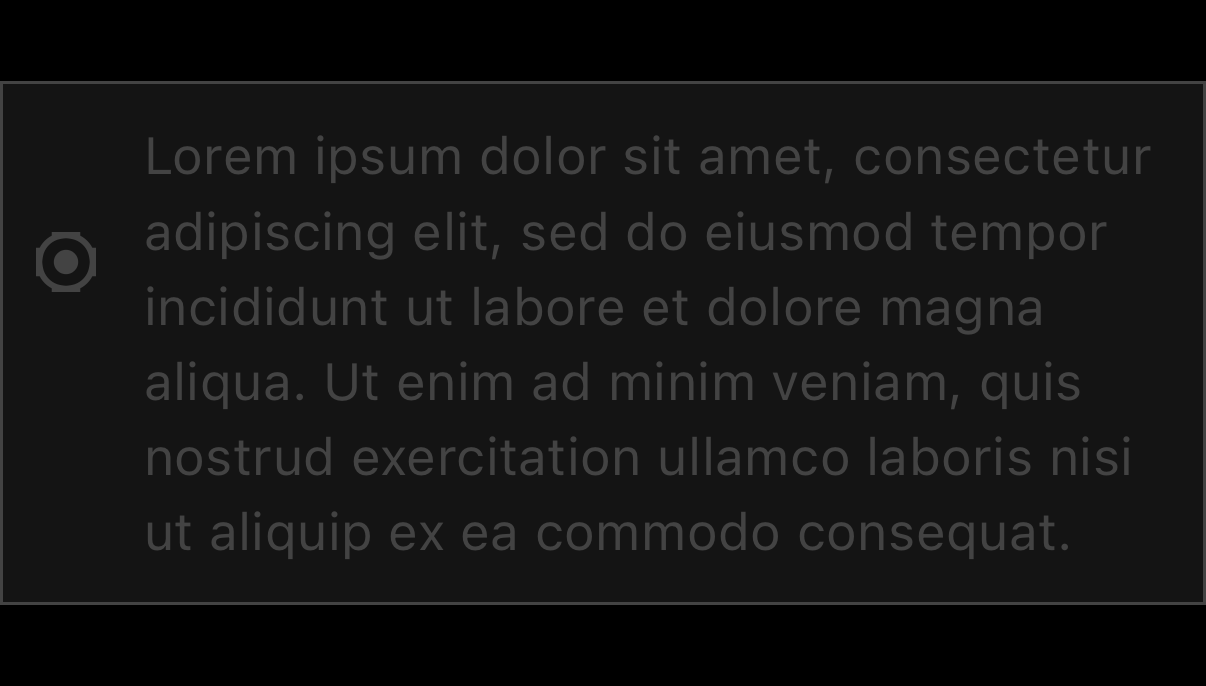 Lorem ipsum dolor sit amet, consectetur
adipiscing elit, sed do eiusmod tempor
incididunt ut labore et dolore magna
aliqua. Ut enim ad minim veniam, quis
nostrud exercitation ullamco laboris nisi
ut aliquip ex ea commodo consequat.